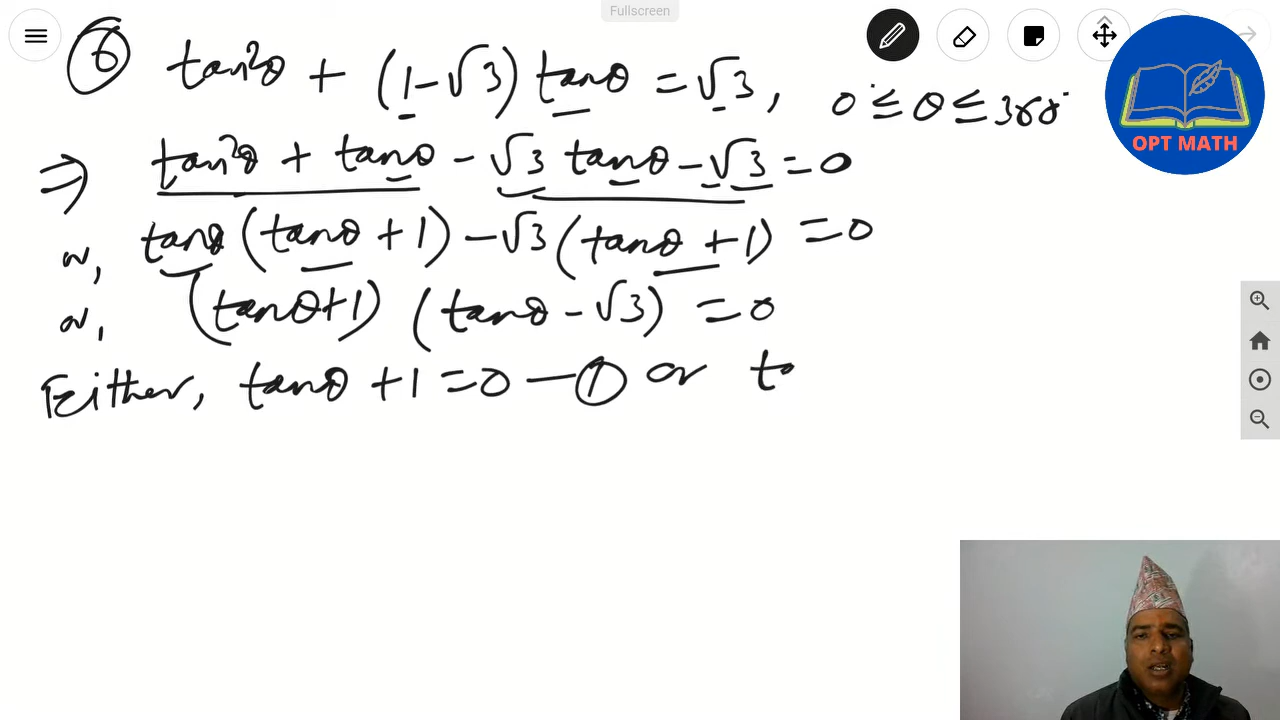 Fullscreen
⑥ tan²θ + (1-√3) tanθ = √3, 0° ≤ θ ≤ 360°
OPT MATH
⇒ tan²θ + tanθ - √3 tanθ - √3 = 0
or, tanθ (tanθ + 1) - √3 (tanθ + 1) = 0
or, (tanθ+1) (tanθ - √3) = 0
Either, tanθ + 1 = 0 — ① or ta